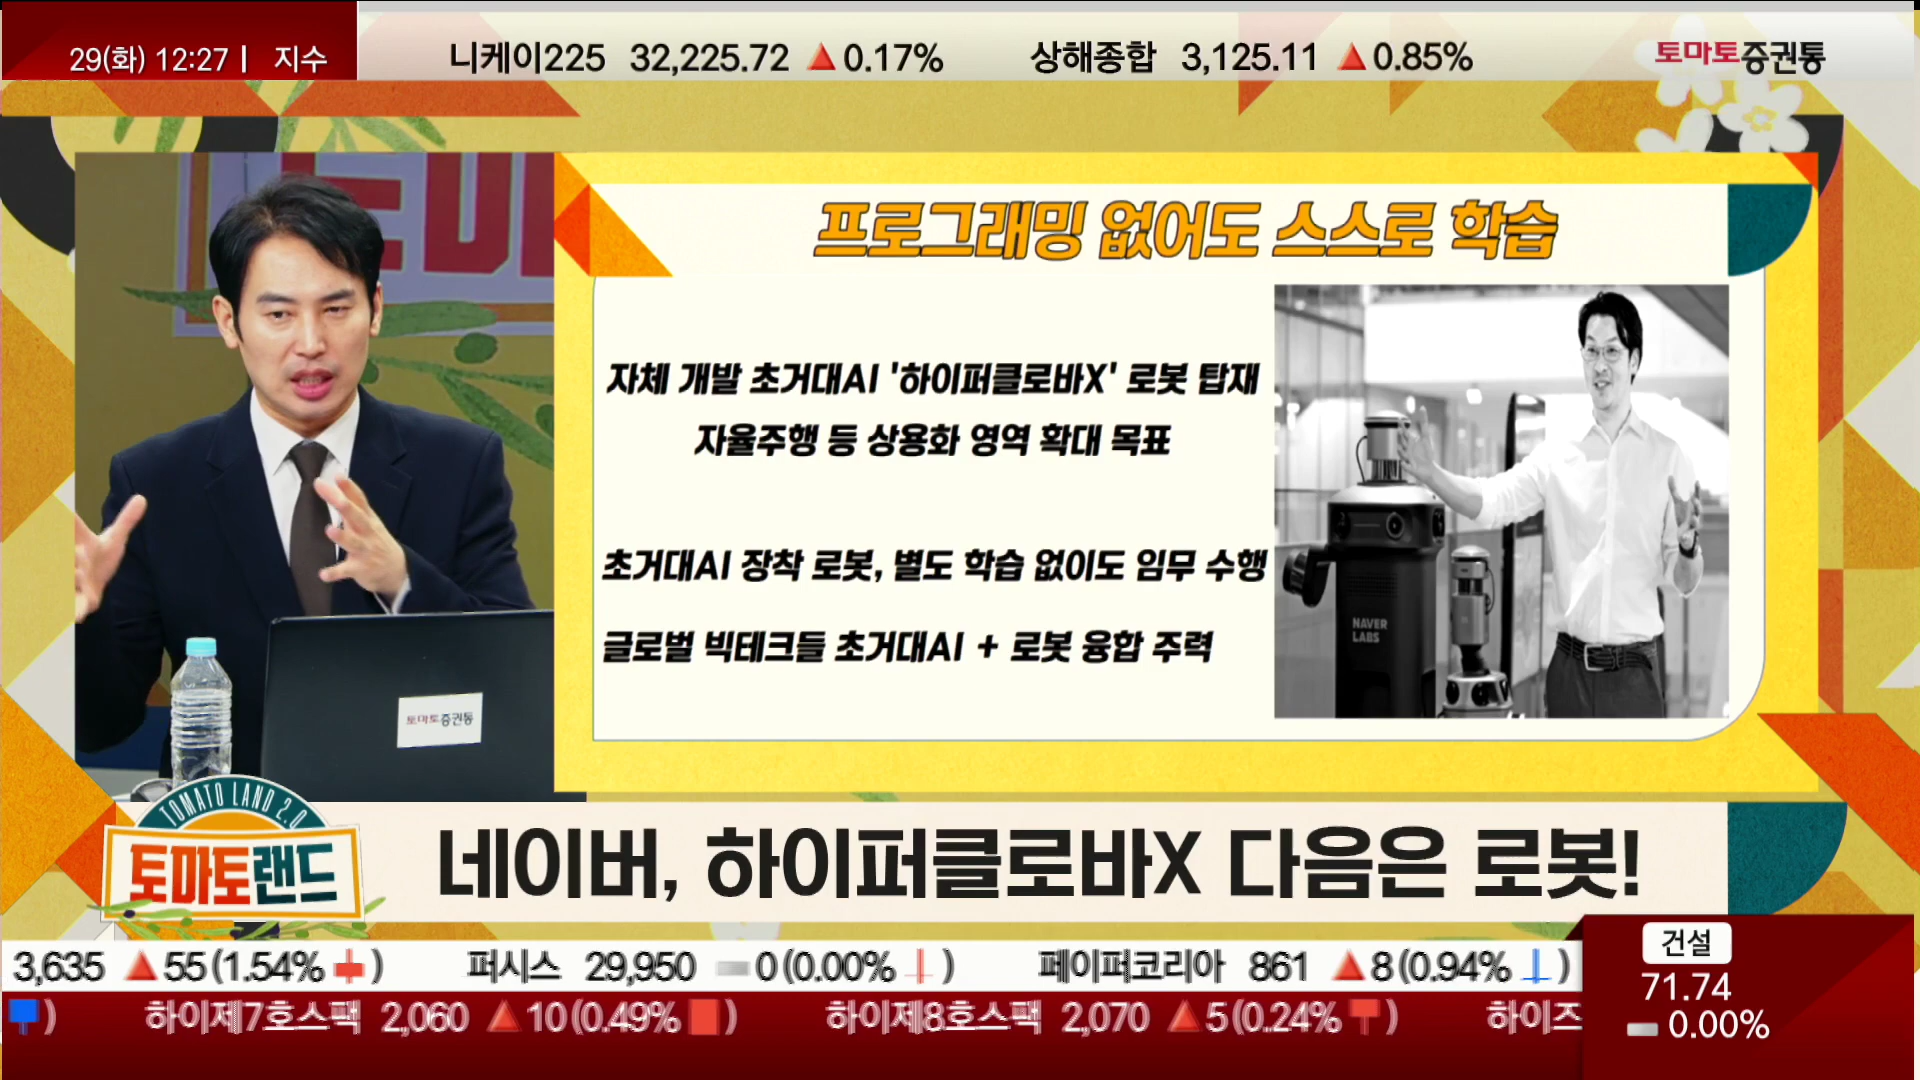 29(화) 12:27 | 지수
니케이225 32,225.72 ▲0.17% 상해종합 3,125.11 ▲0.85%
토마토증권통
프로그래밍 없어도 스스로 학습
자체 개발 초거대AI '하이퍼클로바X' 로봇 탑재
자율주행 등 상용화 영역 확대 목표
초거대AI 장착 로봇, 별도 학습 없이도 임무 수행
글로벌 빅테크들 초거대AI + 로봇 융합 주력
NAVER
LABS
토마토증권통
TOMATO LAND 2.0
토마토랜드
네이버, 하이퍼클로바X 다음은 로봇!
3,635 ▲55(1.54% ) 퍼시스 29,950 0(0.00% ) 페이퍼코리아 861 ▲8(0.94% )
) 하이제7호스팩 2,060 ▲10(0.49% ) 하이제8호스팩 2,070 ▲5(0.24% ) 하이즈
건설
71.74
0.00%